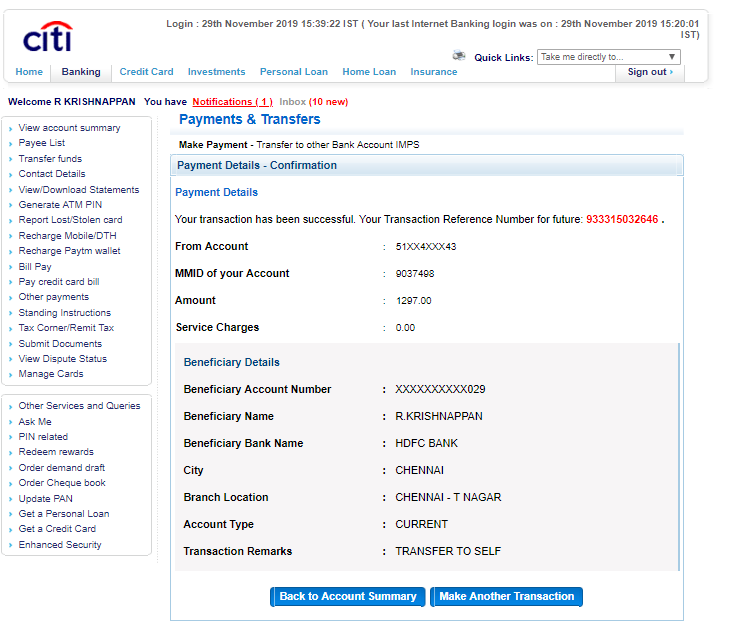 citi
Login : 29th November 2019 15:39:22 IST ( Your last Internet Banking login was on : 29th November 2019 15:20:01
IST)
Quick Links: Take me directly to...
Home Banking Credit Card Investments Personal Loan Home Loan Insurance Sign out ›
Welcome R KRISHNAPPAN You have Notifications ( 1 ) Inbox (10 new)
View account summary
Payee List
Transfer funds
Contact Details
View/Download Statements
Generate ATM PIN
Report Lost/Stolen card
Recharge Mobile/DTH
Recharge Paytm wallet
Bill Pay
Pay credit card bill
Other payments
Standing Instructions
Tax Corner/Remit Tax
Submit Documents
View Dispute Status
Manage Cards
Other Services and Queries
Ask Me
PIN related
Redeem rewards
Order demand draft
Order Cheque book
Update PAN
Get a Personal Loan
Get a Credit Card
Enhanced Security
Payments & Transfers
Make Payment - Transfer to other Bank Account IMPS
Payment Details - Confirmation
Payment Details
Your transaction has been successful. Your Transaction Reference Number for future: 933315032646 .
From Account : 51XX4XXX43
MMID of your Account : 9037498
Amount : 1297.00
Service Charges : 0.00
Beneficiary Details
Beneficiary Account Number : XXXXXXXXXX029
Beneficiary Name : R.KRISHNAPPAN
Beneficiary Bank Name : HDFC BANK
City : CHENNAI
Branch Location : CHENNAI - T NAGAR
Account Type : CURRENT
Transaction Remarks : TRANSFER TO SELF
Back to Account Summary Make Another Transaction